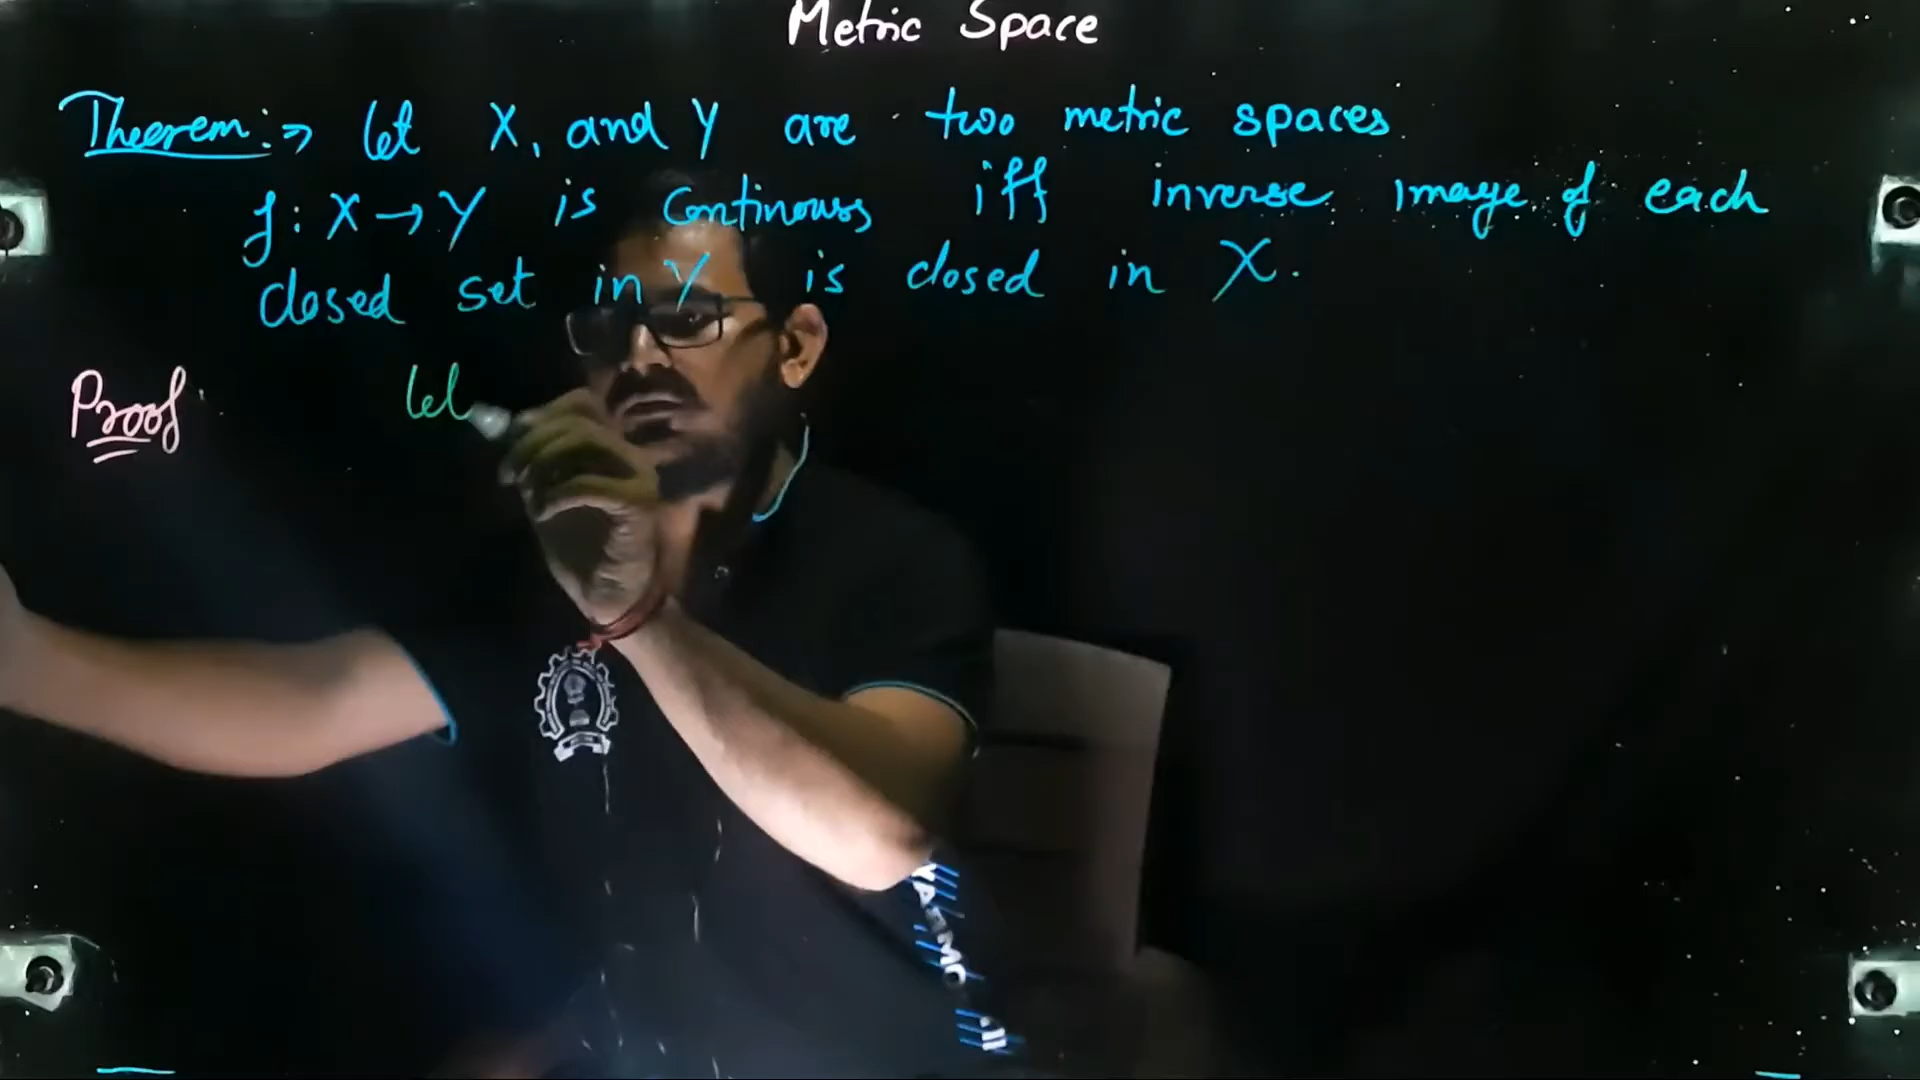 Metric Space
Theorem:→ let X, and Y are two metric spaces.
f: X→Y is continouss iff inverse image of each
closed set in Y is closed in X.
Proof
let